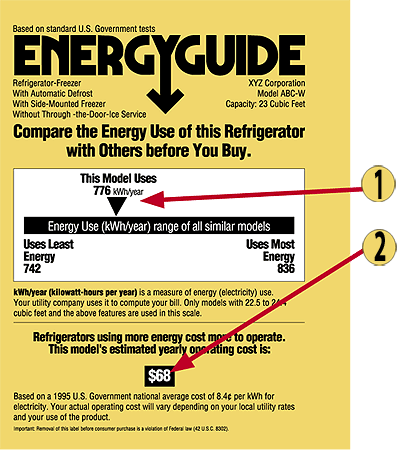 Based on standard U.S. Government tests
ENERGYGUIDE
Refrigerator-Freezer
With Automatic Defrost
With Side-Mounted Freezer
Without Through -the-Door-Ice Service
XYZ Corporation
Model ABC-W
Capacity: 23 Cubic Feet
Compare the Energy Use of this Refrigerator
with Others before You Buy.
This Model Uses
776 kWh/year
1
Energy Use (kWh/year) range of all similar models
Uses Least
Energy
742
Uses Most
Energy
836
2
kWh/year (kilowatt-hours per year) is a measure of energy (electricity) use.
Your utility company uses it to compute your bill. Only models with 22.5 to 24.4
cubic feet and the above features are used in this scale.
Refrigerators using more energy cost more to operate.
This model's estimated yearly operating cost is:
$68
Based on a 1995 U.S. Government national average cost of 8.4¢ per kWh for
electricity. Your actual operating cost will vary depending on your local utility rates
and your use of the product.
Important: Removal of this label before consumer purchase is a violation of Federal law (42 U.S.C. 6302).